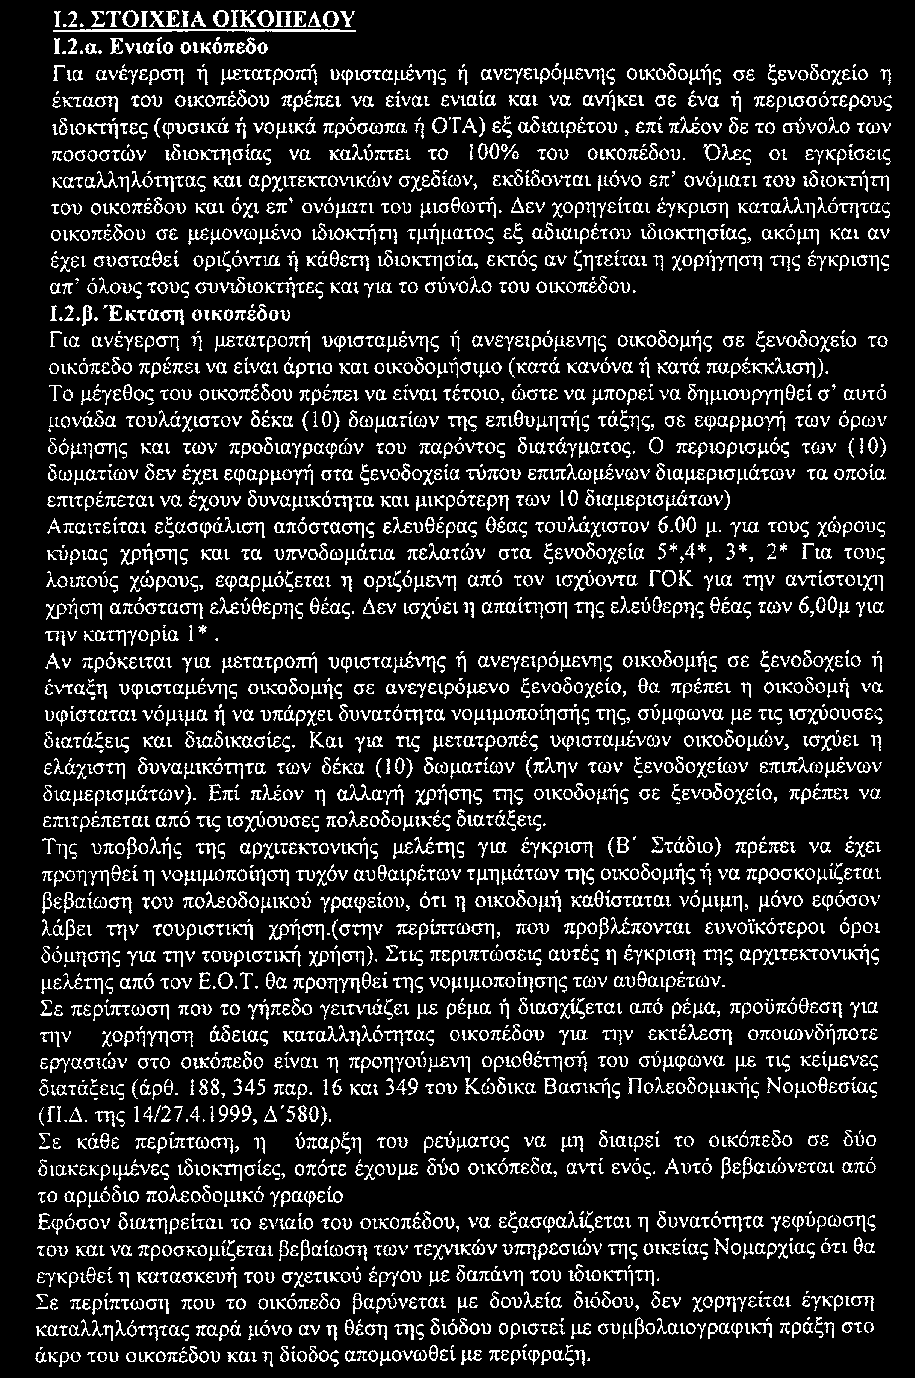 Ι.2. ΣΤΟΙΧΕΙΑ ΟΙΚΟΠΕΔΟΥ
Ι.2.α. Ενιαίο οικόπεδο
Για ανέγερση ή μετατροπή υφισταμένης ή ανεγειρόμενης οικοδομής σε ξενοδοχείο η
έκταση του οικοπέδου πρέπει να είναι ενιαία και να ανήκει σε ένα ή περισσότερους
ιδιοκτήτες (φυσικά ή νομικά πρόσωπα ή ΟΤΑ) εξ αδιαιρέτου , επί πλέον δε το σύνολο των
ποσοστών ιδιοκτησίας να καλύπτει το 100% του οικοπέδου. Όλες οι εγκρίσεις
καταλληλότητας και αρχιτεκτονικών σχεδίων, εκδίδονται μόνο επ’ ονόματι του ιδιοκτήτη
του οικοπέδου και όχι επ’ ονόματι του μισθωτή. Δεν χορηγείται έγκριση καταλληλότητας
οικοπέδου σε μεμονωμένο ιδιοκτήτη τμήματος εξ αδιαιρέτου ιδιοκτησίας, ακόμη και αν
έχει συσταθεί οριζόντια ή κάθετη ιδιοκτησία, εκτός αν ζητείται η χορήγηση της έγκρισης
απ’ όλους τους συνιδιοκτήτες και για το σύνολο του οικοπέδου.
Ι.2.β. Έκταση οικοπέδου
Για ανέγερση ή μετατροπή υφισταμένης ή ανεγειρόμενης οικοδομής σε ξενοδοχείο το
οικόπεδο πρέπει να είναι άρτιο και οικοδομήσιμο (κατά κανόνα ή κατά παρέκκλιση).
Το μέγεθος του οικοπέδου πρέπει να είναι τέτοιο, ώστε να μπορεί να δημιουργηθεί σ’ αυτό
μονάδα τουλάχιστον δέκα (10) δωματίων της επιθυμητής τάξης, σε εφαρμογή των όρων
δόμησης και των προδιαγραφών του παρόντος διατάγματος. Ο περιορισμός των (10)
δωματίων δεν έχει εφαρμογή στα ξενοδοχεία τύπου επιπλωμένων διαμερισμάτων τα οποία
επιτρέπεται να έχουν δυναμικότητα και μικρότερη των 10 διαμερισμάτων)
Απαιτείται εξασφάλιση απόστασης ελευθέρας θέας τουλάχιστον 6.00 μ. για τους χώρους
κύριας χρήσης και τα υπνοδωμάτια πελατών στα ξενοδοχεία 5*,4*, 3*, 2* Για τους
λοιπούς χώρους, εφαρμόζεται η οριζόμενη από τον ισχύοντα ΓΟΚ για την αντίστοιχη
χρήση απόσταση ελεύθερης θέας. Δεν ισχύει η απαίτηση της ελεύθερης θέας των 6,00μ για
την κατηγορία 1* .
Αν πρόκειται για μετατροπή υφισταμένης ή ανεγειρόμενης οικοδομής σε ξενοδοχείο ή
ένταξη υφισταμένης οικοδομής σε ανεγειρόμενο ξενοδοχείο, θα πρέπει η οικοδομή να
υφίσταται νόμιμα ή να υπάρχει δυνατότητα νομιμοποίησής της, σύμφωνα με τις ισχύουσες
διατάξεις και διαδικασίες. Και για τις μετατροπές υφισταμένων οικοδομών, ισχύει η
ελάχιστη δυναμικότητα των δέκα (10) δωματίων (πλην των ξενοδοχείων επιπλωμένων
διαμερισμάτων). Επί πλέον η αλλαγή χρήσης της οικοδομής σε ξενοδοχείο, πρέπει να
επιτρέπεται από τις ισχύουσες πολεοδομικές διατάξεις.
Της υποβολής της αρχιτεκτονικής μελέτης για έγκριση (Β΄ Στάδιο) πρέπει να έχει
προηγηθεί η νομιμοποίηση τυχόν αυθαιρέτων τμημάτων της οικοδομής ή να προσκομίζεται
βεβαίωση του πολεοδομικού γραφείου, ότι η οικοδομή καθίσταται νόμιμη, μόνο εφόσον
λάβει την τουριστική χρήση.(στην περίπτωση, που προβλέπονται ευνοϊκότεροι όροι
δόμησης για την τουριστική χρήση). Στις περιπτώσεις αυτές η έγκριση της αρχιτεκτονικής
μελέτης από τον Ε.Ο.Τ. θα προηγηθεί της νομιμοποίησης των αυθαιρέτων.
Σε περίπτωση που το γήπεδο γειτνιάζει με ρέμα ή διασχίζεται από ρέμα, προϋπόθεση για
την χορήγηση άδειας καταλληλότητας οικοπέδου για την εκτέλεση οποιωνδήποτε
εργασιών στο οικόπεδο είναι η προηγούμενη οριοθέτησή του σύμφωνα με τις κείμενες
διατάξεις (άρθ. 188, 345 παρ. 16 και 349 του Κώδικα Βασικής Πολεοδομικής Νομοθεσίας
(Π.Δ. της 14/27.4.1999, Δ΄580).
Σε κάθε περίπτωση, η ύπαρξη του ρεύματος να μη διαιρεί το οικόπεδο σε δύο
διακεκριμένες ιδιοκτησίες, οπότε έχουμε δύο οικόπεδα, αντί ενός. Αυτό βεβαιώνεται από
το αρμόδιο πολεοδομικό γραφείο
Εφόσον διατηρείται το ενιαίο του οικοπέδου, να εξασφαλίζεται η δυνατότητα γεφύρωσης
του και να προσκομίζεται βεβαίωση των τεχνικών υπηρεσιών της οικείας Νομαρχίας ότι θα
εγκριθεί η κατασκευή του σχετικού έργου με δαπάνη του ιδιοκτήτη.
Σε περίπτωση που το οικόπεδο βαρύνεται με δουλεία διόδου, δεν χορηγείται έγκριση
καταλληλότητας παρά μόνο αν η θέση της διόδου οριστεί με συμβολαιογραφική πράξη στο
άκρο του οικοπέδου και η δίοδος απομονωθεί με περίφραξη.